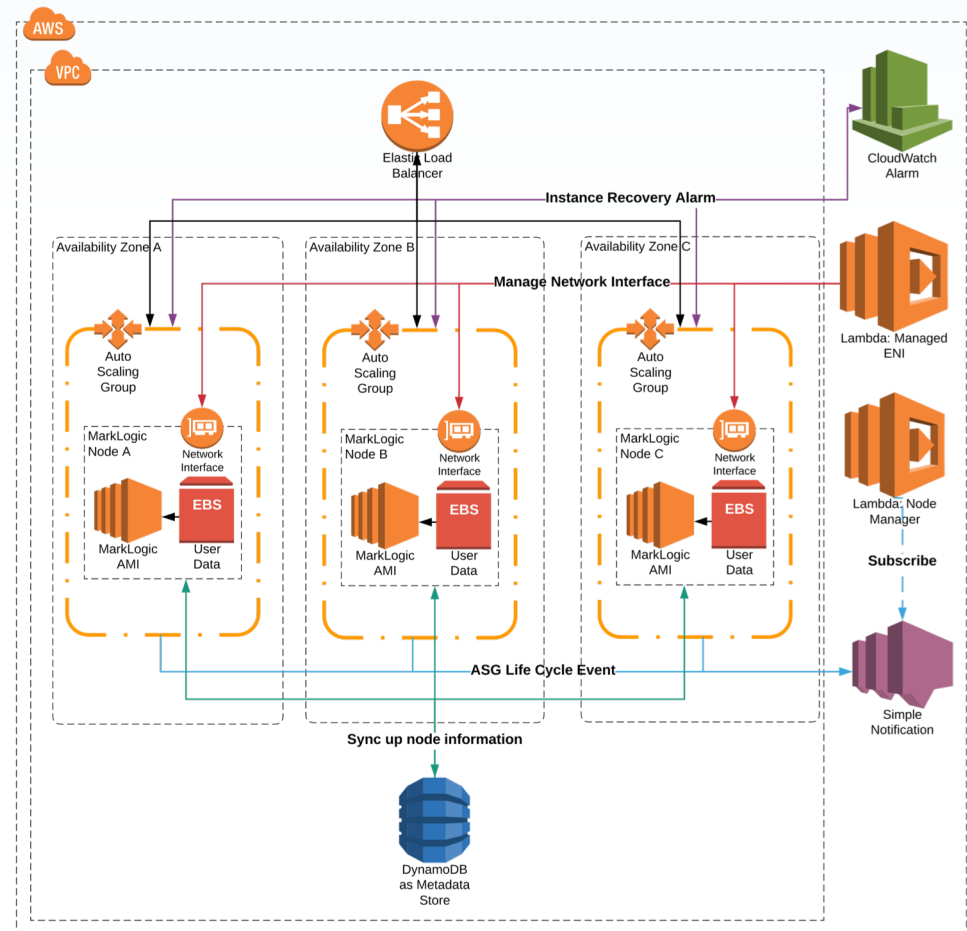 AWS
VPC
Elastic Load
Balancer
CloudWatch
Alarm
Instance Recovery Alarm
Availability Zone A
Availability Zone B
Availability Zone C
Manage Network Interface
Lambda: Managed
ENI
Auto
Scaling
Group
Auto
Scaling
Group
Auto
Scaling
Group
MarkLogic
Node A
Network
Interface
EBS
MarkLogic
AMI
User
Data
MarkLogic
Node B
Network
Interface
EBS
MarkLogic
AMI
User
Data
MarkLogic
Node C
Network
Interface
EBS
MarkLogic
AMI
User
Data
Lambda: Node
Manager
Subscribe
ASG Life Cycle Event
Simple
Notification
Sync up node information
DynamoDB
as Metadata
Store